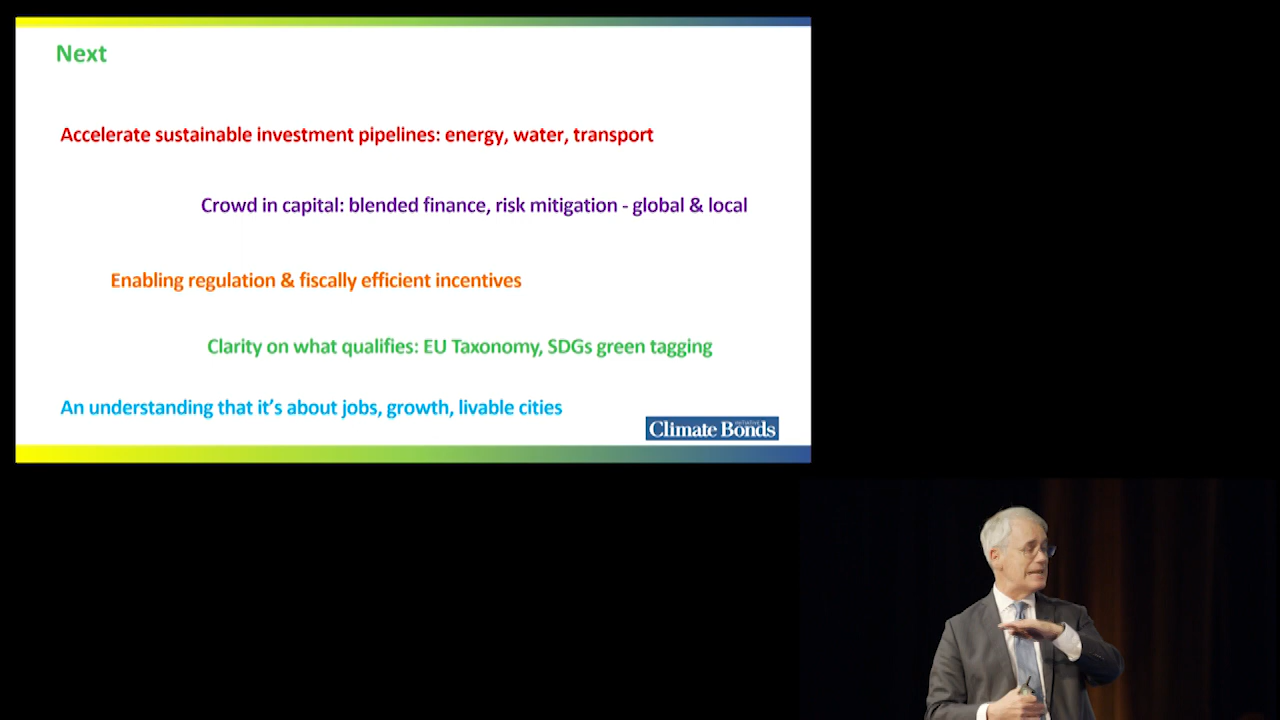 Next
Accelerate sustainable investment pipelines: energy, water, transport
Crowd in capital: blended finance, risk mitigation - global & local
Enabling regulation & fiscally efficient incentives
Clarity on what qualifies: EU Taxonomy, SDGs green tagging
An understanding that it's about jobs, growth, livable cities
Climate Bonds